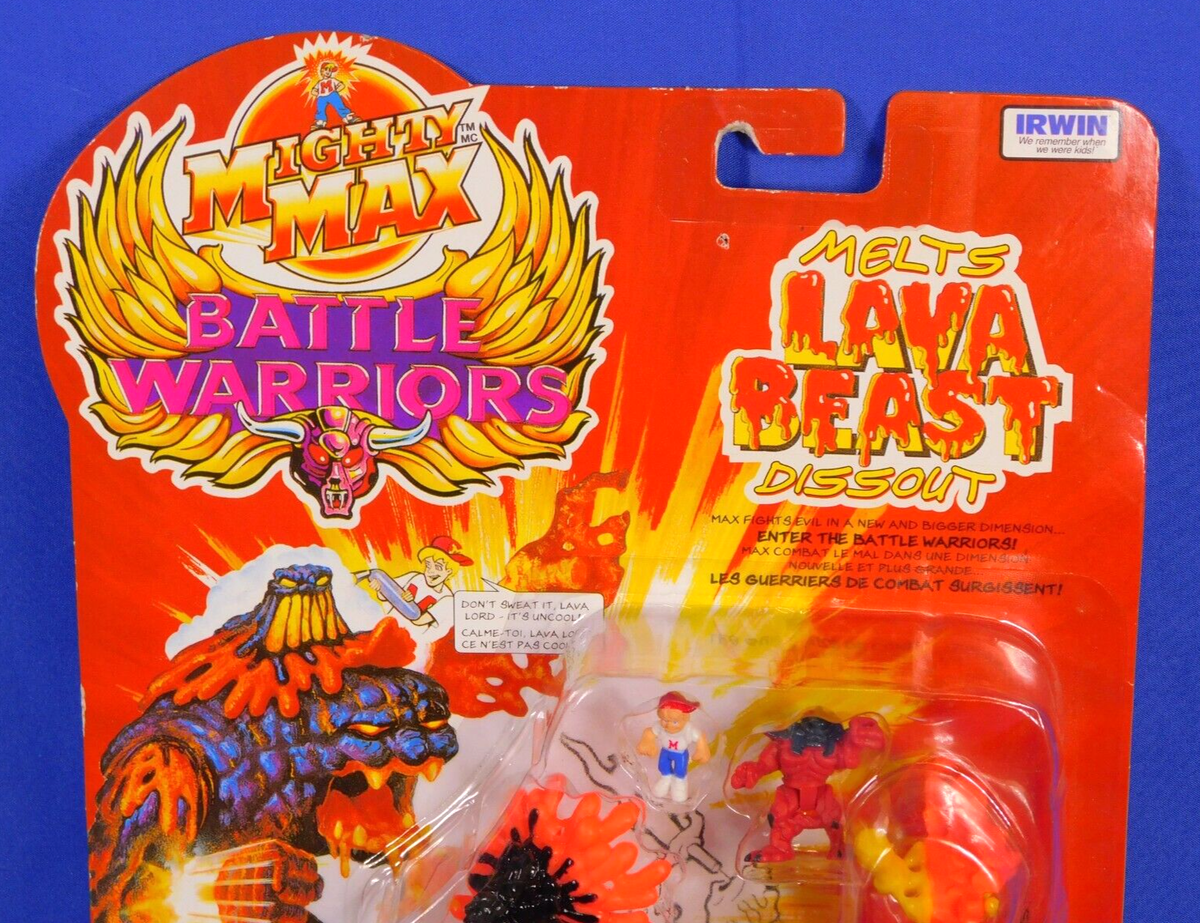 MIGHTY
MAX
TM
MC
BATTLE
WARRIORS
IRWIN
We remember when
we were kids!
MELTS
LAVA
BEAST
DISSOUT
MAX FIGHTS EVIL IN A NEW AND BIGGER DIMENSION...
ENTER THE BATTLE WARRIORS!
MAX COMBAT LE MAL DANS UNE DIMENSION
NOUVELLE ET PLUS GRANDE...
LES GUERRIERS DE COMBAT SURGISSENT!
DON'T SWEAT IT, LAVA
LORD - IT'S UNCOOL!
CALME-TOI, LAVA
CE N'EST PAS COOL
M
M